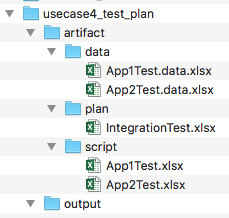 usecase4_test_plan
artifact
data
App1Test.data.xlsx
App2Test.data.xlsx
plan
IntegrationTest.xlsx
script
App1Test.xlsx
App2Test.xlsx
output